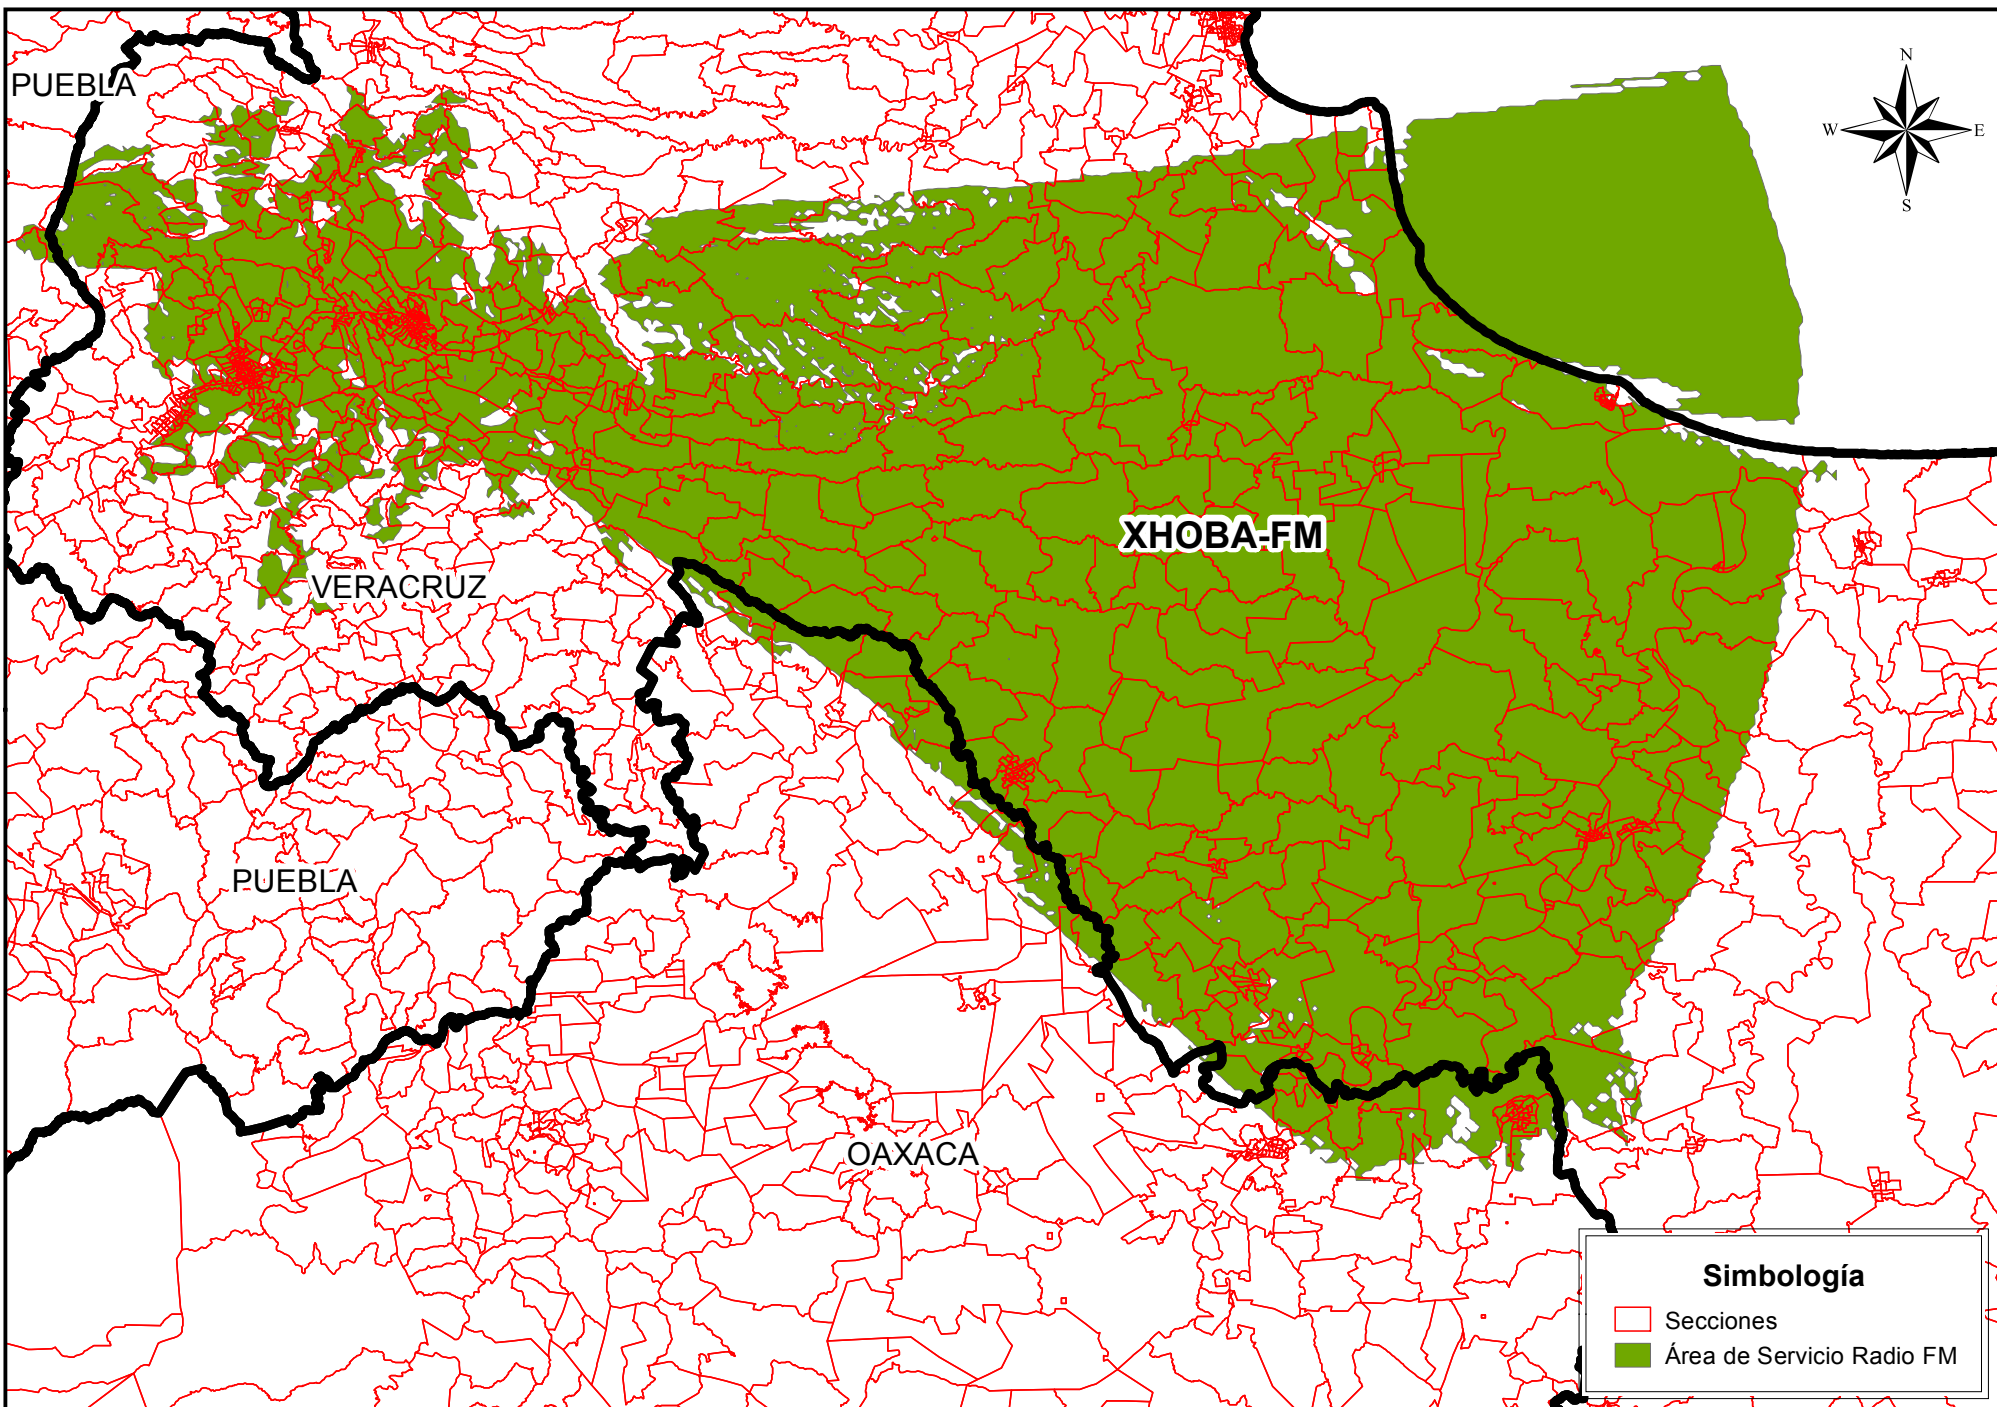 PUEBLA
N
W
E
S
XHOBA-FM
VERACRUZ
PUEBLA
OAXACA
Simbología
Secciones
Área de Servicio Radio FM